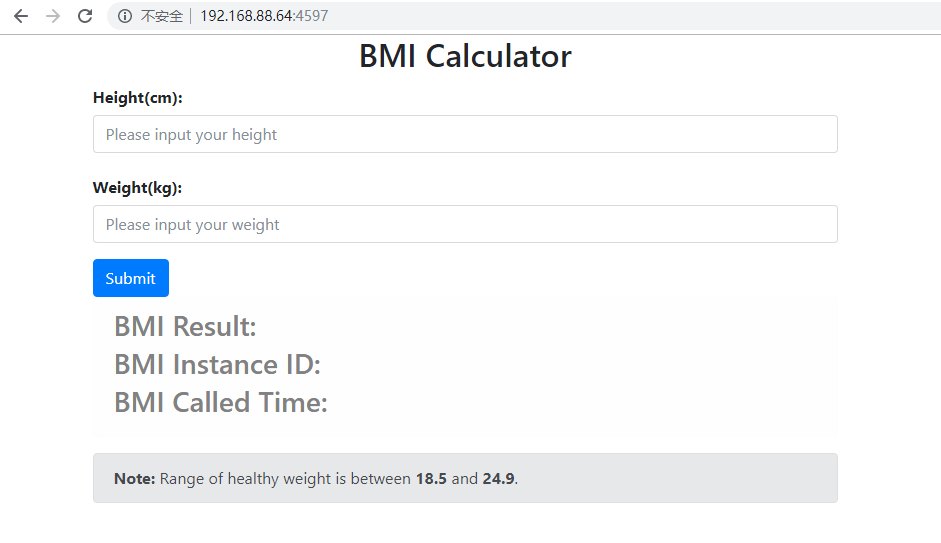 不安全 192.168.88.64:4597
BMI Calculator
Height(cm):
Please input your height
Weight(kg):
Please input your weight
Submit
BMI Result:
BMI Instance ID:
BMI Called Time:
Note: Range of healthy weight is between 18.5 and 24.9.